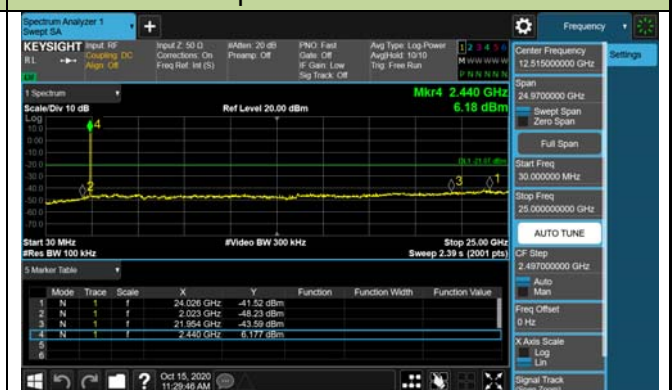 Spectrum Analyzer 1
Swept SA
Frequency
KEYSIGHT
RL
Input: RF
Coupling: DC
Align: Off
Input Z: 50 Ω
Corrections: On
Freq Ref: Int (S)
#Atten: 20 dB
Preamp: Off
PNO: Fast
Gate: Off
IF Gain: Low
Sig Track: Off
Avg Type: Log-Power
Avg|Hold: 10/10
Trig: Free Run
1 2 3 4 5 6
M W W W W W
P N N N N N
1 Spectrum
Scale/Div 10 dB
Ref Level 20.00 dBm
Mkr4 2.440 GHz
6.18 dBm
Log
10.0
0.00
-10.0
-20.0
-30.0
-40.0
-50.0
-60.0
-70.0
4
2
3
1
Start 30 MHz
#Video BW 300 kHz
Stop 25.00 GHz
#Res BW 100 kHz
Sweep 2.39 s (2001 pts)
5 Marker Table
Mode Trace Scale X Y Function Function Width Function Value
1 N 1 f 24.026 GHz -41.52 dBm
2 N 1 f 2.023 GHz -48.23 dBm
3 N 1 f 21.954 GHz -43.59 dBm
4 N 1 f 2.440 GHz 6.177 dBm
5
6
Oct 15, 2020
11:29:46 AM
Center Frequency
12.515000000 GHz
Settings
Span
24.9700000 GHz
Swept Span
Zero Span
Full Span
Start Freq
30.000000 MHz
Stop Freq
25.000000000 GHz
AUTO TUNE
CF Step
2.497000000 GHz
Auto
Man
Freq Offset
0 Hz
X Axis Scale
Log
Lin
Signal Track
(Span Zoom)